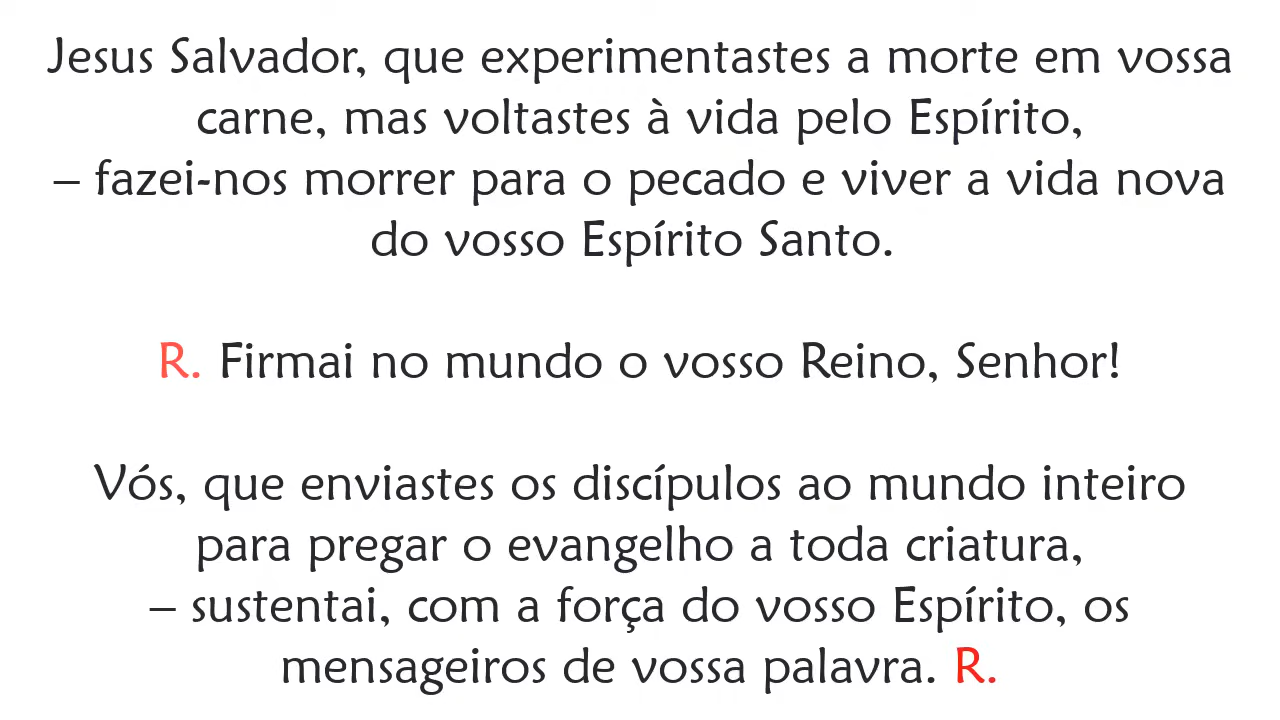 Jesus Salvador, que experimentastes a morte em vossa
carne, mas voltastes à vida pelo Espírito,
– fazei-nos morrer para o pecado e viver a vida nova
do vosso Espírito Santo.
R. Firmai no mundo o vosso Reino, Senhor!
Vós, que enviastes os discípulos ao mundo inteiro
para pregar o evangelho a toda criatura,
– sustentai, com a força do vosso Espírito, os
mensageiros de vossa palavra. R.